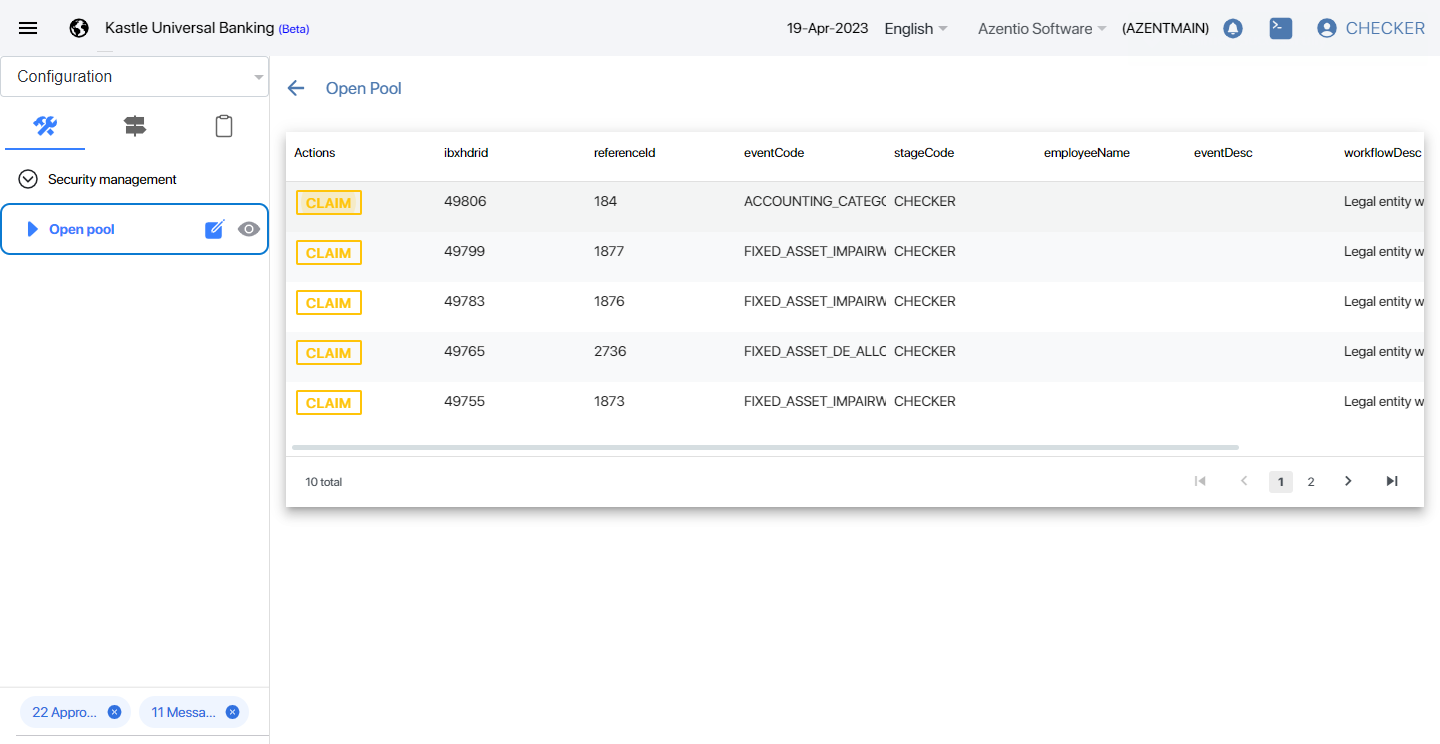 Kastle Universal Banking (Beta) 19-Apr-2023 English Azentio Software (AZENTMAIN) CHECKER
Configuration
Open Pool
Security management
Open pool
Actions ibxhdrid referenceId eventCode stageCode employeeName eventDesc workflowDesc
CLAIM 49806 184 ACCOUNTING_CATEGO CHECKER Legal entity w
CLAIM 49799 1877 FIXED_ASSET_IMPAIRW CHECKER Legal entity w
CLAIM 49783 1876 FIXED_ASSET_IMPAIRW CHECKER Legal entity w
CLAIM 49765 2736 FIXED_ASSET_DE_ALLC CHECKER Legal entity w
CLAIM 49755 1873 FIXED_ASSET_IMPAIRW CHECKER Legal entity w
10 total 1 2
22 Appro... 11 Messa...